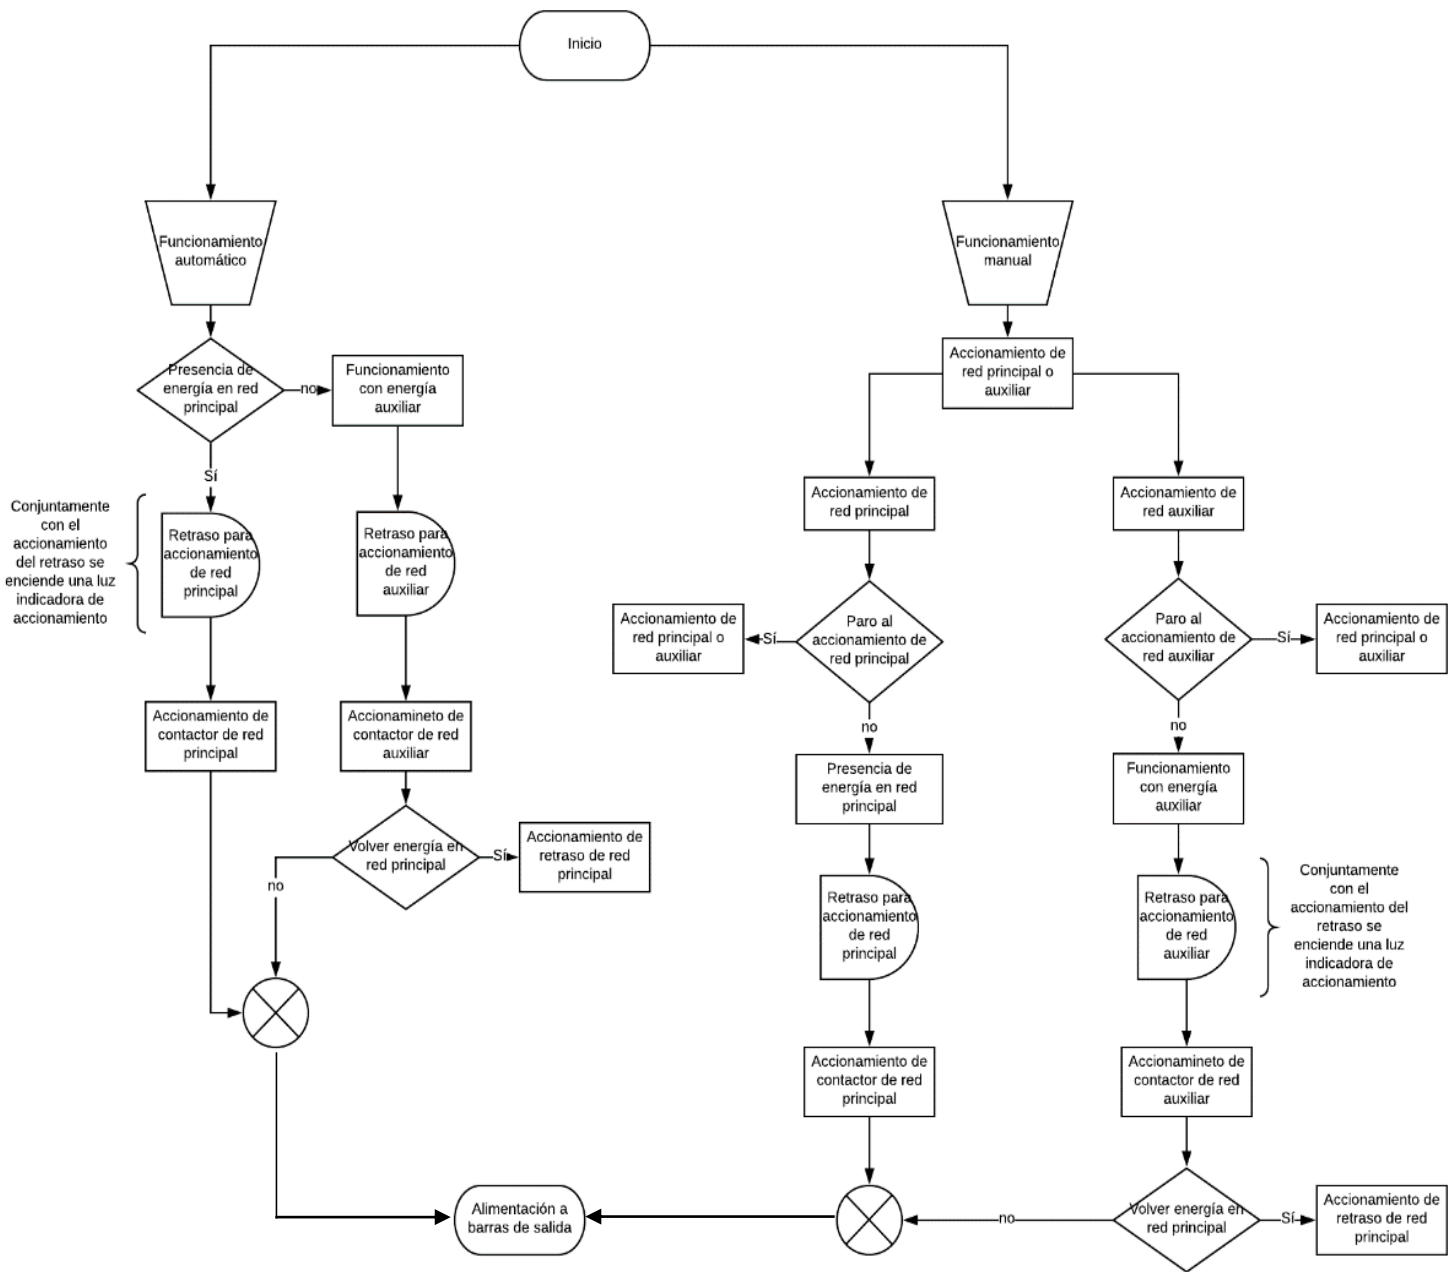 Inicio
Funcionamiento
automático
Presencia de
energía en red
principal
no
Funcionamiento
con energía
auxiliar
Sí
Conjuntamente
con el
accionamiento
del retraso se
enciende una luz
indicadora de
accionamiento
Retraso para
accionamiento
de red
principal
Retraso para
accionamiento
de red
auxiliar
Accionamiento de
contactor de red
principal
Accionamineto de
contactor de red
auxiliar
Volver energía en
red principal
Sí
Accionamiento de
retraso de red
principal
no
Funcionamiento
manual
Accionamiento de
red principal o
auxiliar
Accionamiento de
red principal
Accionamiento de
red auxiliar
Accionamiento de
red principal o
auxiliar
Sí
Paro al
accionamiento de
red principal
Paro al
accionamiento de
red auxiliar
Sí
Accionamiento de
red principal o
auxiliar
no
no
Presencia de
energía en red
principal
Funcionamiento
con energía
auxiliar
Retraso para
accionamiento
de red
principal
Retraso para
accionamiento
de red
auxiliar
Conjuntamente
con el
accionamiento del
retraso se
enciende una luz
indicadora de
accionamiento
Accionamiento de
contactor de red
principal
Accionamineto de
contactor de red
auxiliar
Alimentación a
barras de salida
no
Volver energía en
red principal
Sí
Accionamiento de
retraso de red
principal